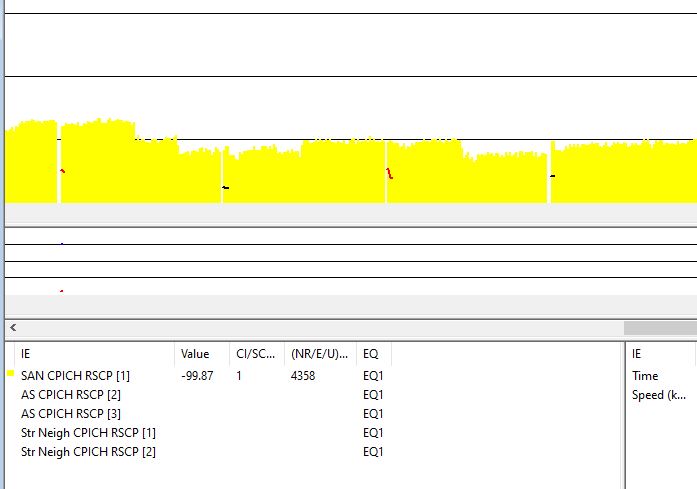 IE Value CI/SC... (NR/E/U)... EQ IE
SAN CPICH RSCP [1] -99.87 1 4358 EQ1 Time
AS CPICH RSCP [2] EQ1 Speed (k...
AS CPICH RSCP [3] EQ1
Str Neigh CPICH RSCP [1] EQ1
Str Neigh CPICH RSCP [2] EQ1